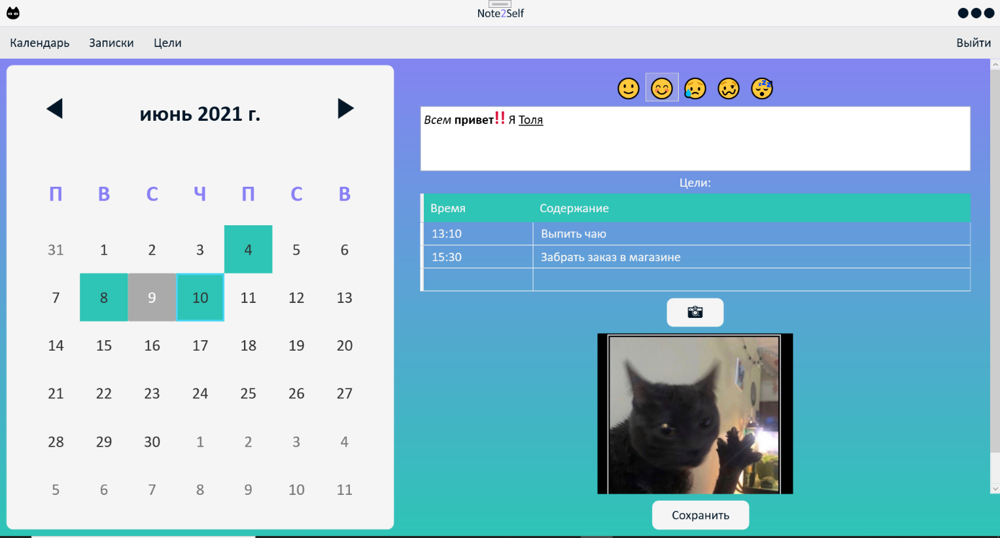 Note2Self
Календарь Записки Цели Выйти
июнь 2021 г.
П В С Ч П С В
31 1 2 3 4 5 6
7 8 9 10 11 12 13
14 15 16 17 18 19 20
21 22 23 24 25 26 27
28 29 30 1 2 3 4
5 6 7 8 9 10 11
Всем привет!! Я Толя
Цели:
Время Содержание
13:10 Выпить чаю
15:30 Забрать заказ в магазине
Сохранить